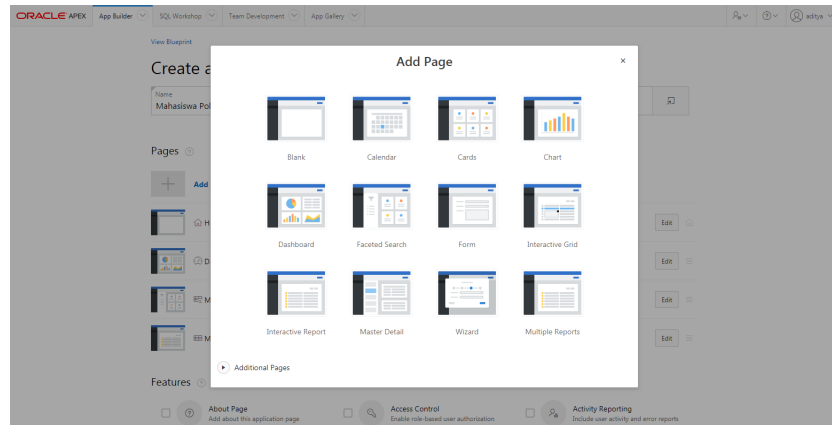 ORACLE APEX App Builder SQL Workshop Team Development App Gallery aditya
View Blueprint
Create a
Name
Mahasiswa Pol
Pages
Add
H
Edit
D
Edit
M
Edit
M
Edit
Features
About Page
Add about this application page
Access Control
Enable role-based user authorization
Activity Reporting
Include user activity and error reports
Add Page
×
Blank Calendar Cards Chart
Dashboard Faceted Search Form Interactive Grid
Interactive Report Master Detail Wizard Multiple Reports
Additional Pages